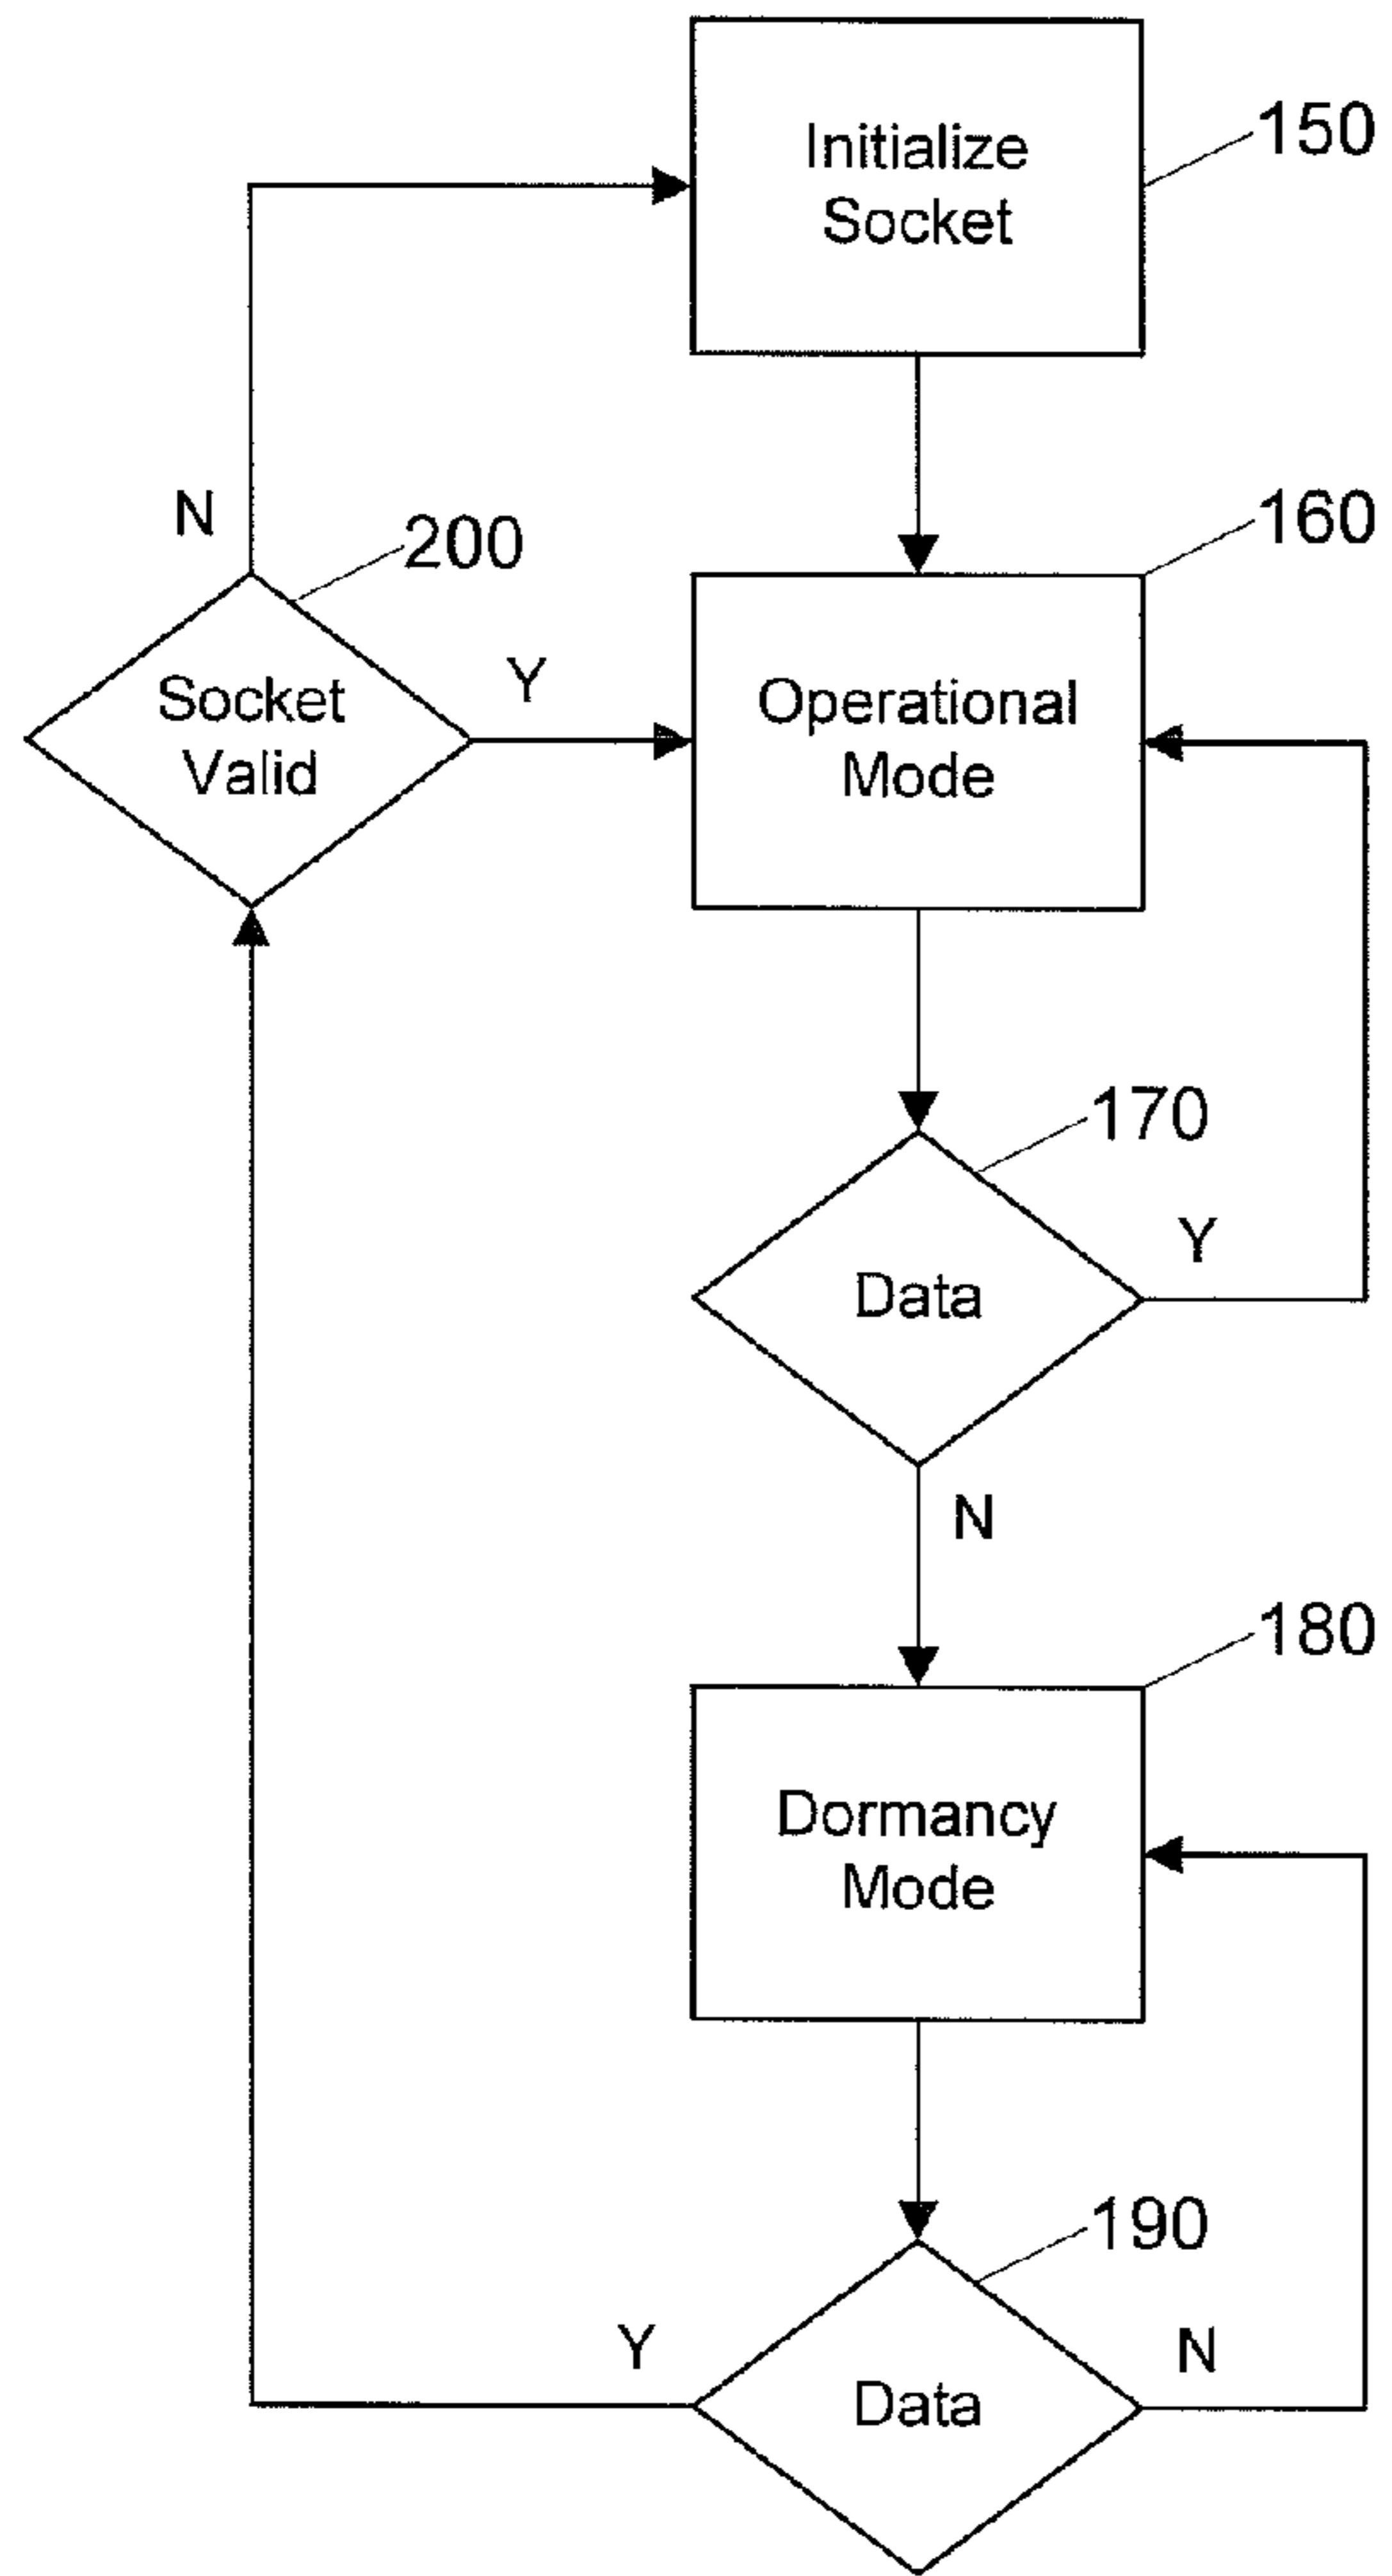 Initialize
Socket
150
N
200
160
Socket
Valid
Y
Operational
Mode
170
Data
Y
N
180
Dormancy
Mode
190
Y
Data
N